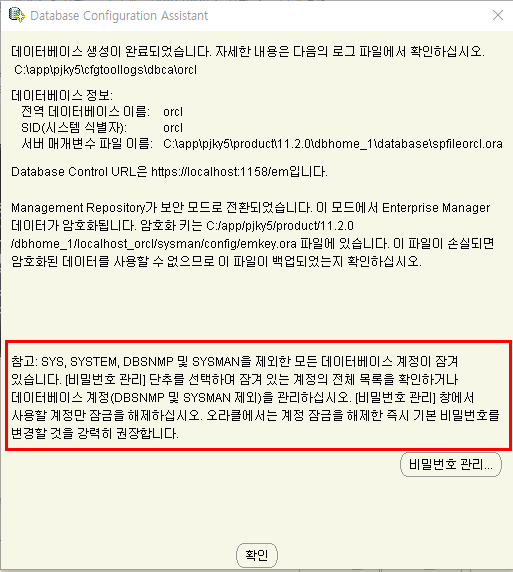 Database Configuration Assistant
데이터베이스 생성이 완료되었습니다. 자세한 내용은 다음의 로그 파일에서 확인하십시오.
C:\app\pjky5\cfgtoollogs\dbca\orcl
데이터베이스 정보:
전역 데이터베이스 이름: orcl
SID(시스템 식별자): orcl
서버 매개변수 파일 이름: C:\app\pjky5\product\11.2.0\dbhome_1\database\spfileorcl.ora
Database Control URL은 https://localhost:1158/em입니다.
Management Repository가 보안 모드로 전환되었습니다. 이 모드에서 Enterprise Manager
데이터가 암호화됩니다. 암호화 키는 C:/app/pjky5/product/11.2.0
/dbhome_1/localhost_orcl/sysman/config/emkey.ora 파일에 있습니다. 이 파일이 손실되면
암호화된 데이터를 사용할 수 없으므로 이 파일이 백업되었는지 확인하십시오.
참고: SYS, SYSTEM, DBSNMP 및 SYSMAN을 제외한 모든 데이터베이스 계정이 잠겨
있습니다. [비밀번호 관리] 단추를 선택하여 잠겨 있는 계정의 전체 목록을 확인하거나
데이터베이스 계정(DBSNMP 및 SYSMAN 제외)을 관리하십시오. [비밀번호 관리] 창에서
사용할 계정만 잠금을 해제하십시오. 오라클에서는 계정 잠금을 해제한 즉시 기본 비밀번호를
변경할 것을 강력히 권장합니다.
비밀번호 관리...
확인